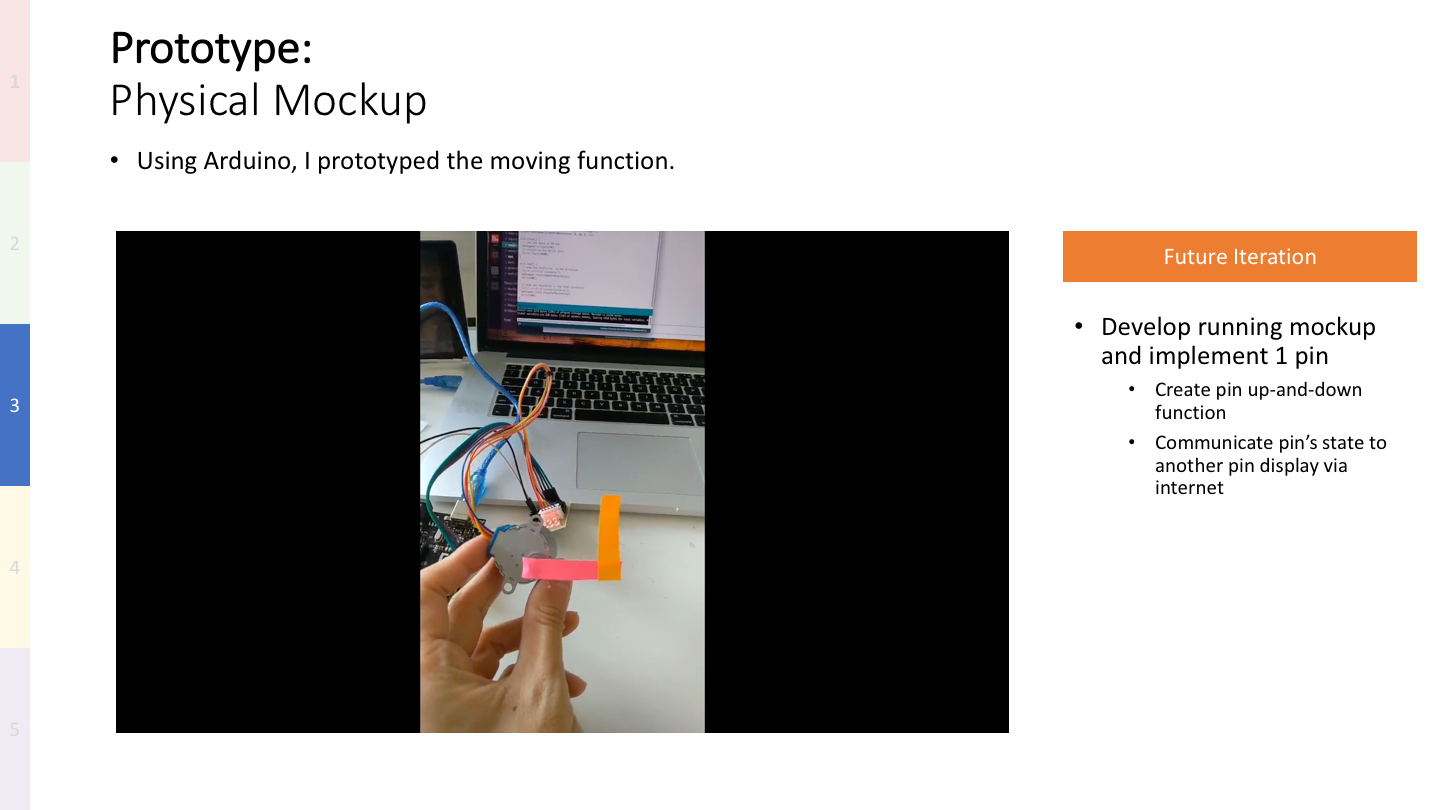 Prototype:
Physical Mockup
• Using Arduino, I prototyped the moving function.
Future Iteration
• Develop running mockup
and implement 1 pin
• Create pin up-and-down
function
• Communicate pin’s state to
another pin display via
internet
1
2
3
4
5